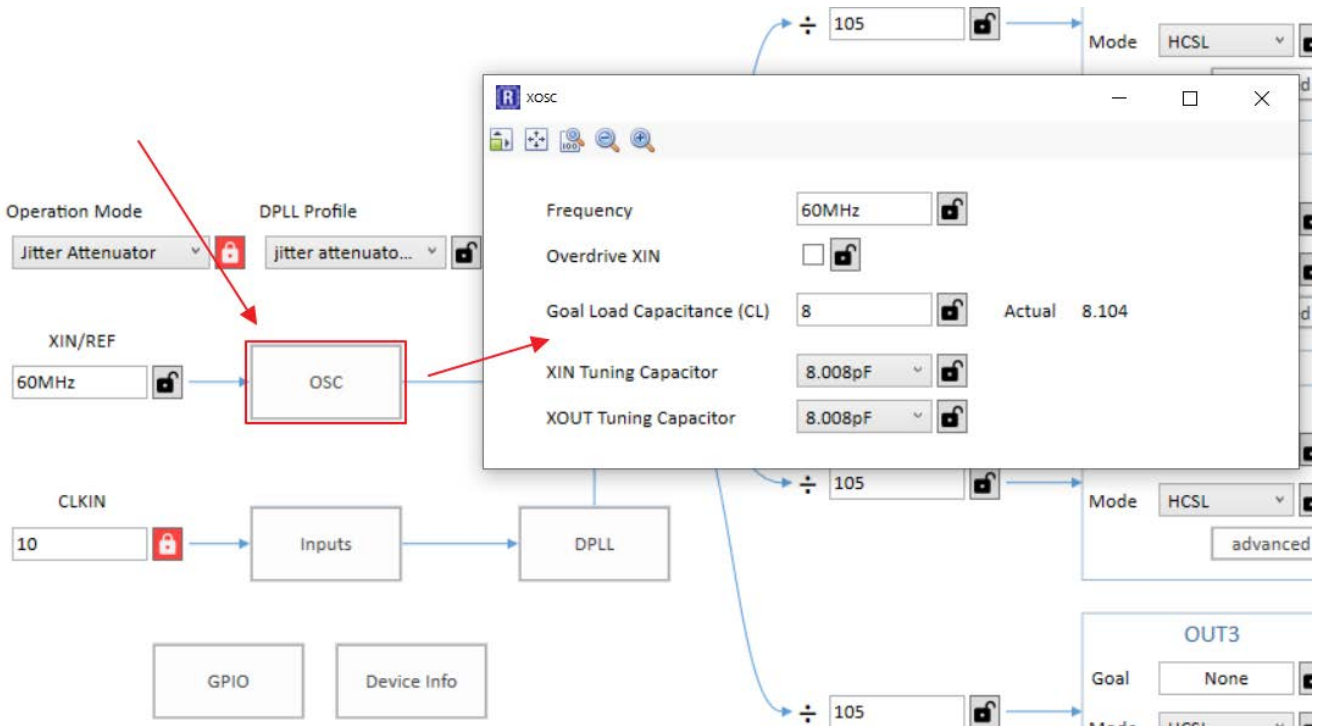 ÷ 105
Mode HCSL
xosc
Operation Mode
DPLL Profile
Jitter Attenuator
jitter attenuato...
Frequency 60MHz
Overdrive XIN
Goal Load Capacitance (CL) 8 Actual 8.104
XIN Tuning Capacitor 8.008pF
XOUT Tuning Capacitor 8.008pF
XIN/REF
60MHz
OSC
÷ 105
Mode HCSL
advanced
CLKIN
10
Inputs
DPLL
OUT3
Goal None
GPIO
Device Info
÷ 105
Mode HCSL